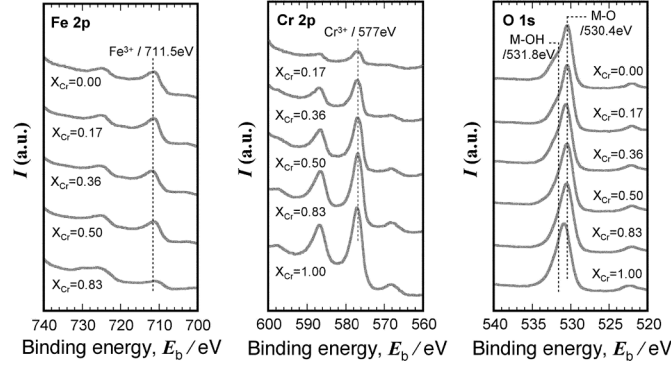 Fe 2p
Fe³⁺ / 711.5eV
X_Cr=0.00
X_Cr=0.17
X_Cr=0.36
X_Cr=0.50
X_Cr=0.83
I (a.u.)
740 730 720 710 700
Binding energy, E_b / eV
Cr 2p
Cr³⁺ / 577eV
X_Cr=0.17
X_Cr=0.36
X_Cr=0.50
X_Cr=0.83
X_Cr=1.00
I (a.u.)
600 590 580 570 560
Binding energy, E_b / eV
O 1s
M-O
/530.4eV
M-OH
/531.8eV
X_Cr=0.00
X_Cr=0.17
X_Cr=0.36
X_Cr=0.50
X_Cr=0.83
X_Cr=1.00
I (a.u.)
540 535 530 525 520
Binding energy, E_b / eV